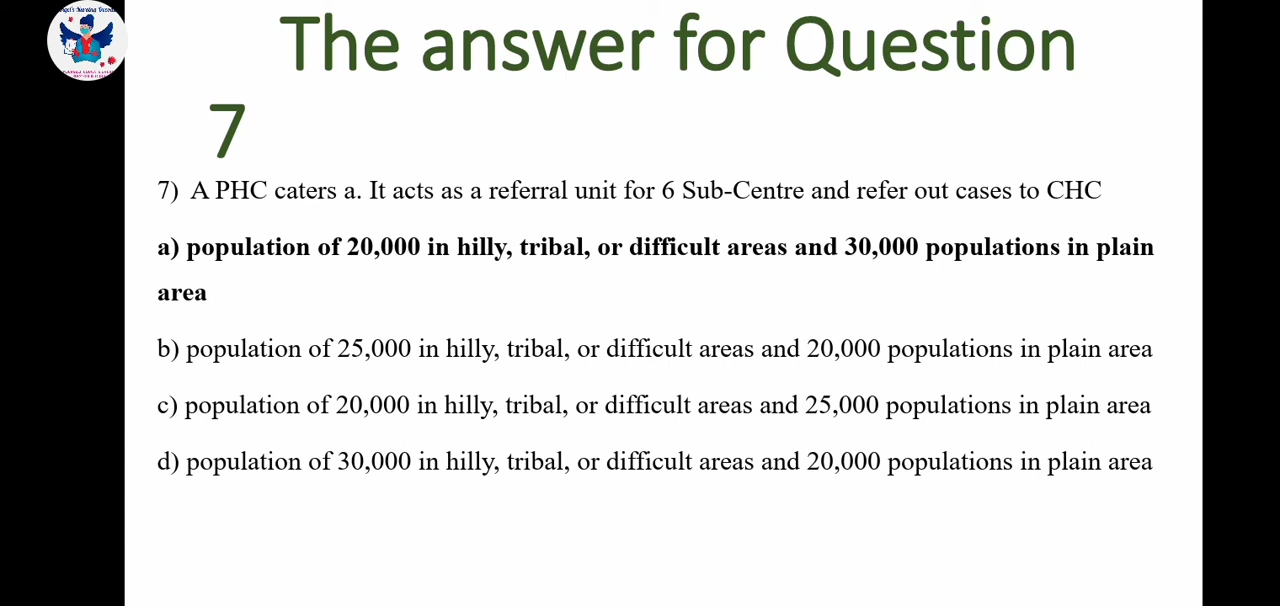 The answer for Question
7
7) A PHC caters a. It acts as a referral unit for 6 Sub-Centre and refer out cases to CHC
a) population of 20,000 in hilly, tribal, or difficult areas and 30,000 populations in plain
area
b) population of 25,000 in hilly, tribal, or difficult areas and 20,000 populations in plain area
c) population of 20,000 in hilly, tribal, or difficult areas and 25,000 populations in plain area
d) population of 30,000 in hilly, tribal, or difficult areas and 20,000 populations in plain area